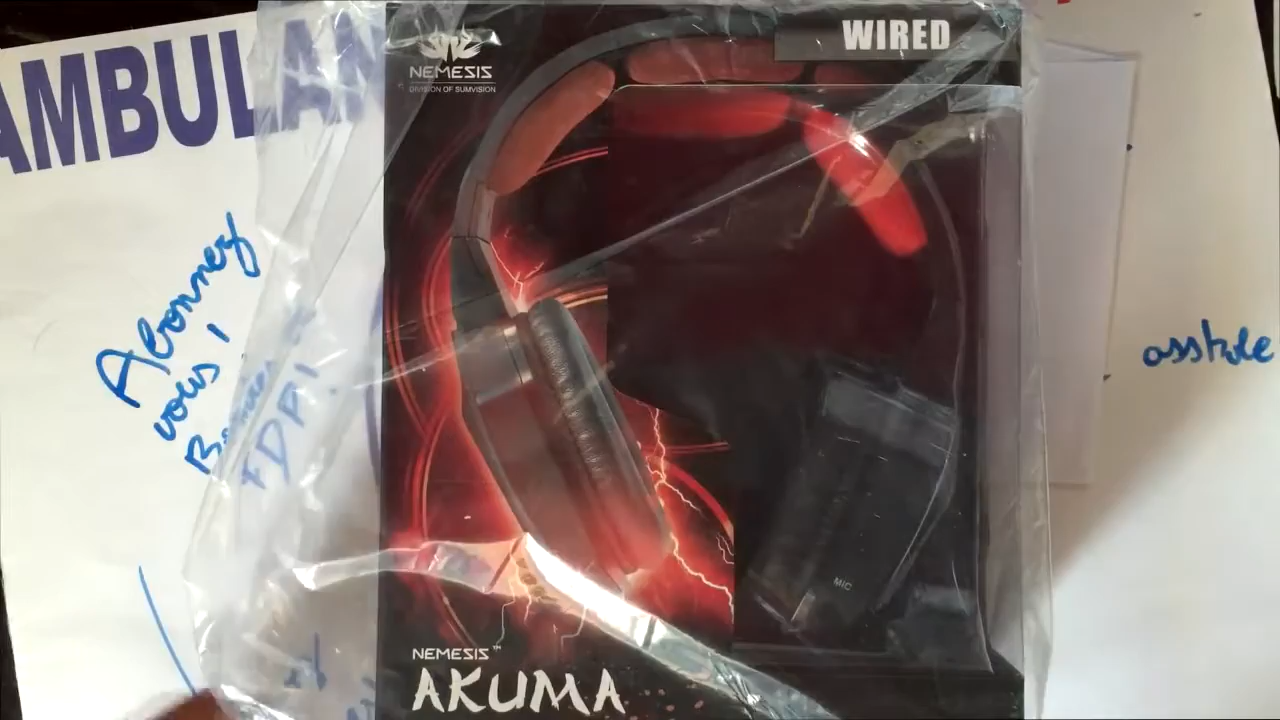 AMBULAN
WIRED
NEMESIS
DIVISION OF SUMVISION
Abonnez
vous !
FDP !
asshole
MIC
NEMESIS™
AKUMA